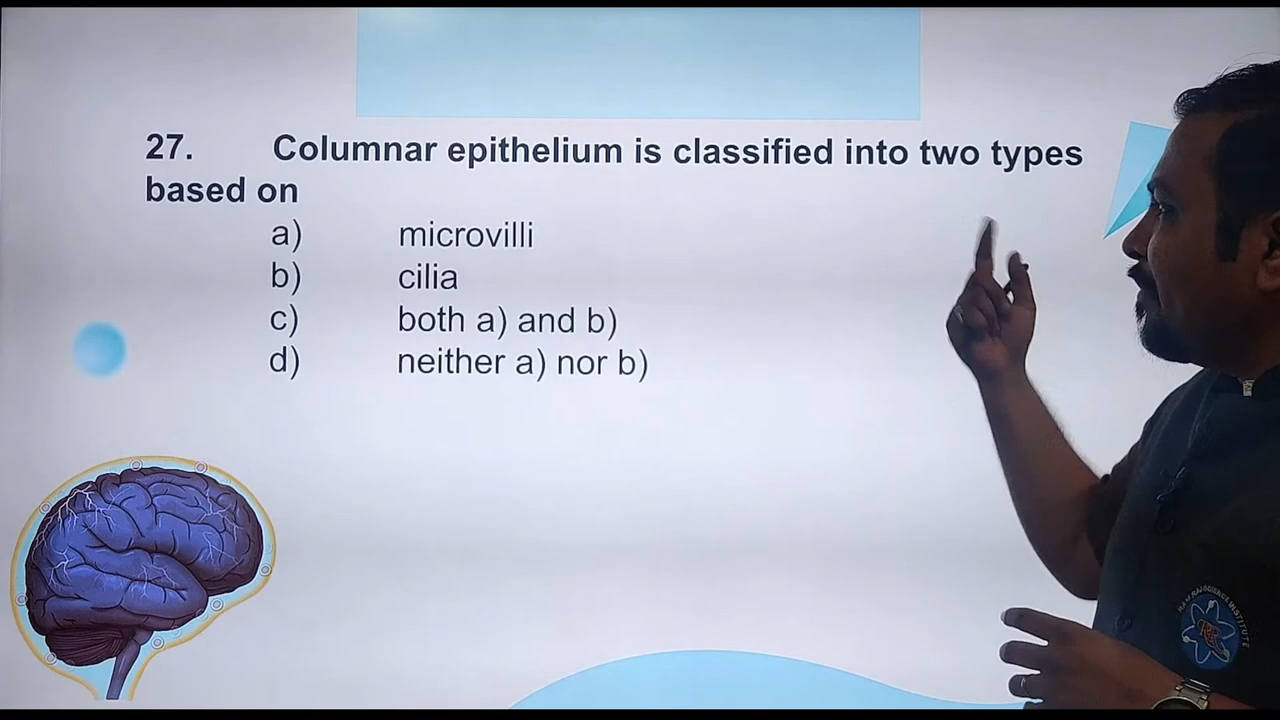 27. Columnar epithelium is classified into two types
based on
a) microvilli
b) cilia
c) both a) and b)
d) neither a) nor b)